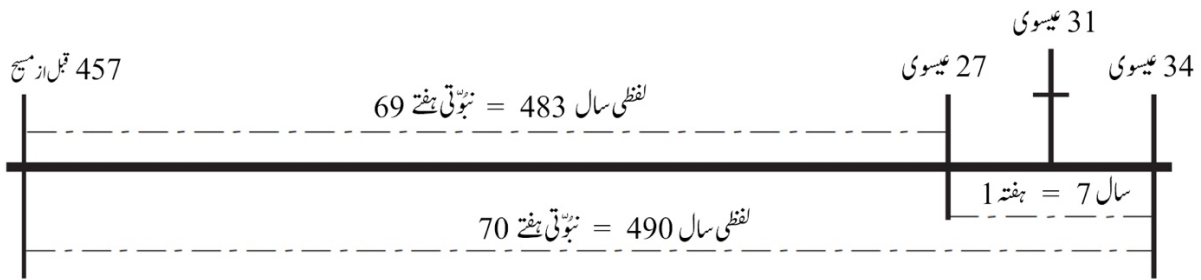 31 عیسوی
457 قبل از مسیح
27 عیسوی
34 عیسوی
69 نبوّتی ہفتے = 483 لفظی سال
1 ہفتہ = 7 سال
70 نبوّتی ہفتے = 490 لفظی سال